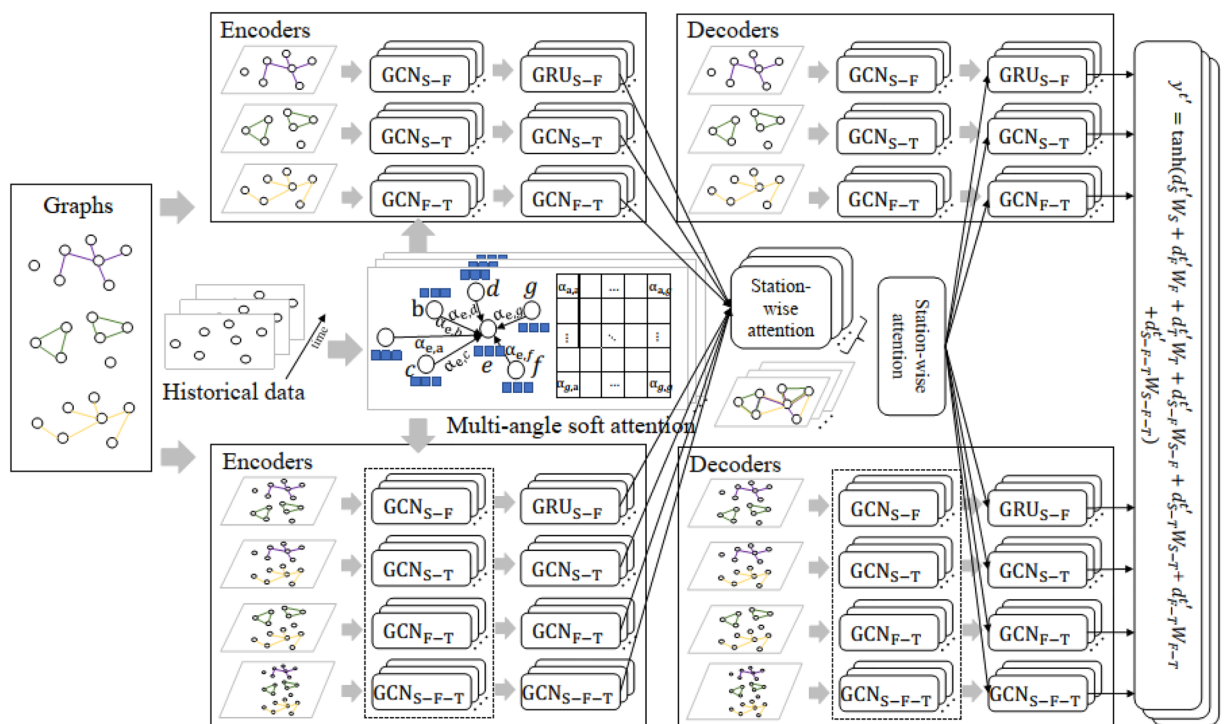 Encoders
GCN_S−F
GRU_S−F
GCN_S−T
GCN_S−T
GCN_F−T
GCN_F−T
Decoders
GCN_S−F
GRU_S−F
GCN_S−T
GCN_S−T
GCN_F−T
GCN_F−T
Graphs
Historical data
time
b
d
g
c
e
f
α_e,d
α_e,b
α_e,g
α_e,a
α_e,c
α_e,f
α_a,a ... α_a,g
⋮ ⋱ ⋮
α_g,a ... α_g,g
Multi-angle soft attention
Station-
wise
attention
Station-wise
attention
Encoders
GCN_S−F
GRU_S−F
GCN_S−T
GCN_S−T
GCN_F−T
GCN_F−T
GCN_S−F−T
GCN_S−F−T
Decoders
GCN_S−F
GRU_S−F
GCN_S−T
GCN_S−T
GCN_F−T
GCN_F−T
GCN_S−F−T
GCN_S−F−T
y^t′ = tanh(d_S^t′ W_S + d_F^t′ W_F + d_T^t′ W_T + d_S−F^t′ W_S−F + d_S−T^t′ W_S−T + d_F−T^t′ W_F−T
+ d_S−F−T^t′ W_S−F−T)